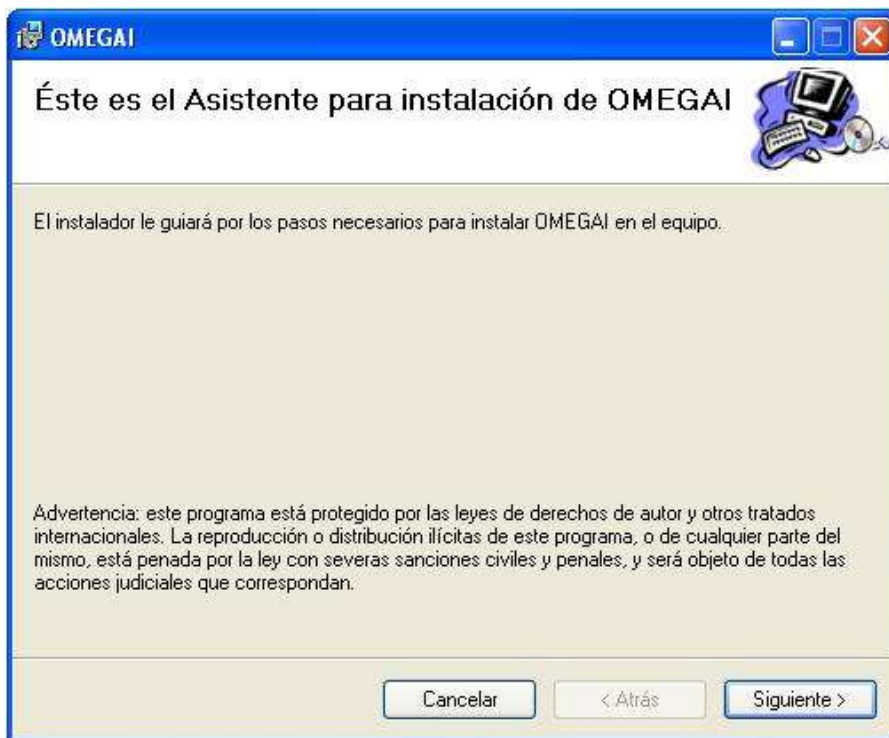 OMEGAI
Éste es el Asistente para instalación de OMEGAI
El instalador le guiará por los pasos necesarios para instalar OMEGAI en el equipo.
Advertencia: este programa está protegido por las leyes de derechos de autor y otros tratados
internacionales. La reproducción o distribución ilícitas de este programa, o de cualquier parte del
mismo, está penada por la ley con severas sanciones civiles y penales, y será objeto de todas las
acciones judiciales que correspondan.
Cancelar
< Atrás
Siguiente >